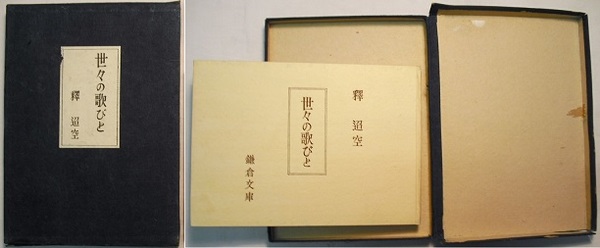 世々の歌びと
釋 迢空
釋 迢空
世々の歌びと
鎌倉文庫